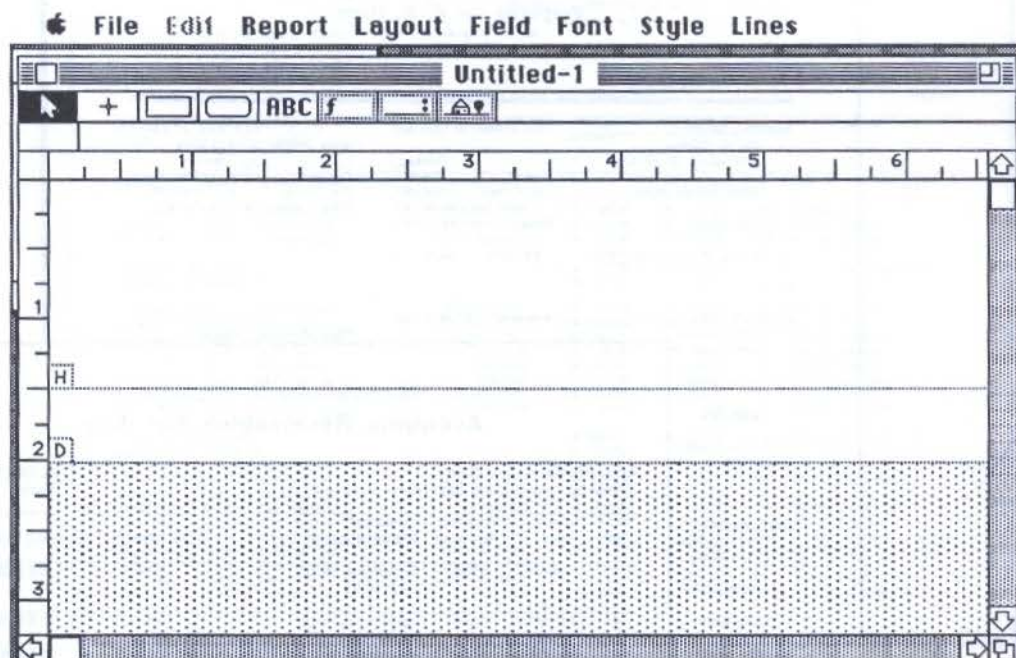 File Edit Report Layout Field Font Style Lines
Untitled-1
ABC f
1 2 3 4 5 6
1
H
2 D
3